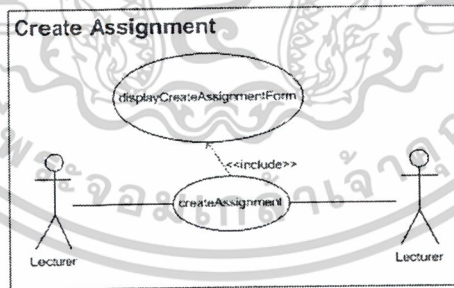 Create Assignment
displayCreateAssignmentForm
<<include>>
createAssignment
Lecturer
Lecturer